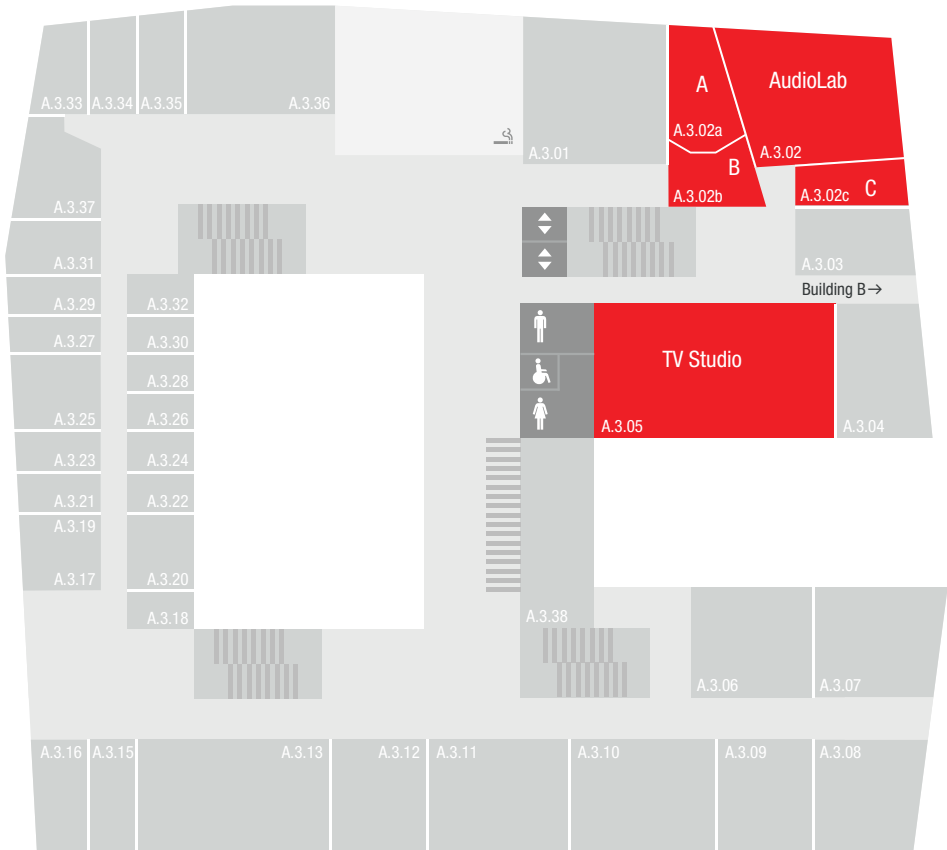 A
AudioLab
A.3.33
A.3.34
A.3.35
A.3.36
A.3.01
A.3.02a
A.3.02
B
A.3.02b
A.3.02c
C
A.3.37
A.3.31
A.3.03
Building B→
A.3.29
A.3.32
A.3.27
A.3.30
TV Studio
A.3.28
A.3.25
A.3.26
A.3.05
A.3.04
A.3.23
A.3.24
A.3.21
A.3.22
A.3.19
A.3.17
A.3.20
A.3.18
A.3.38
A.3.06
A.3.07
A.3.16
A.3.15
A.3.13
A.3.12
A.3.11
A.3.10
A.3.09
A.3.08